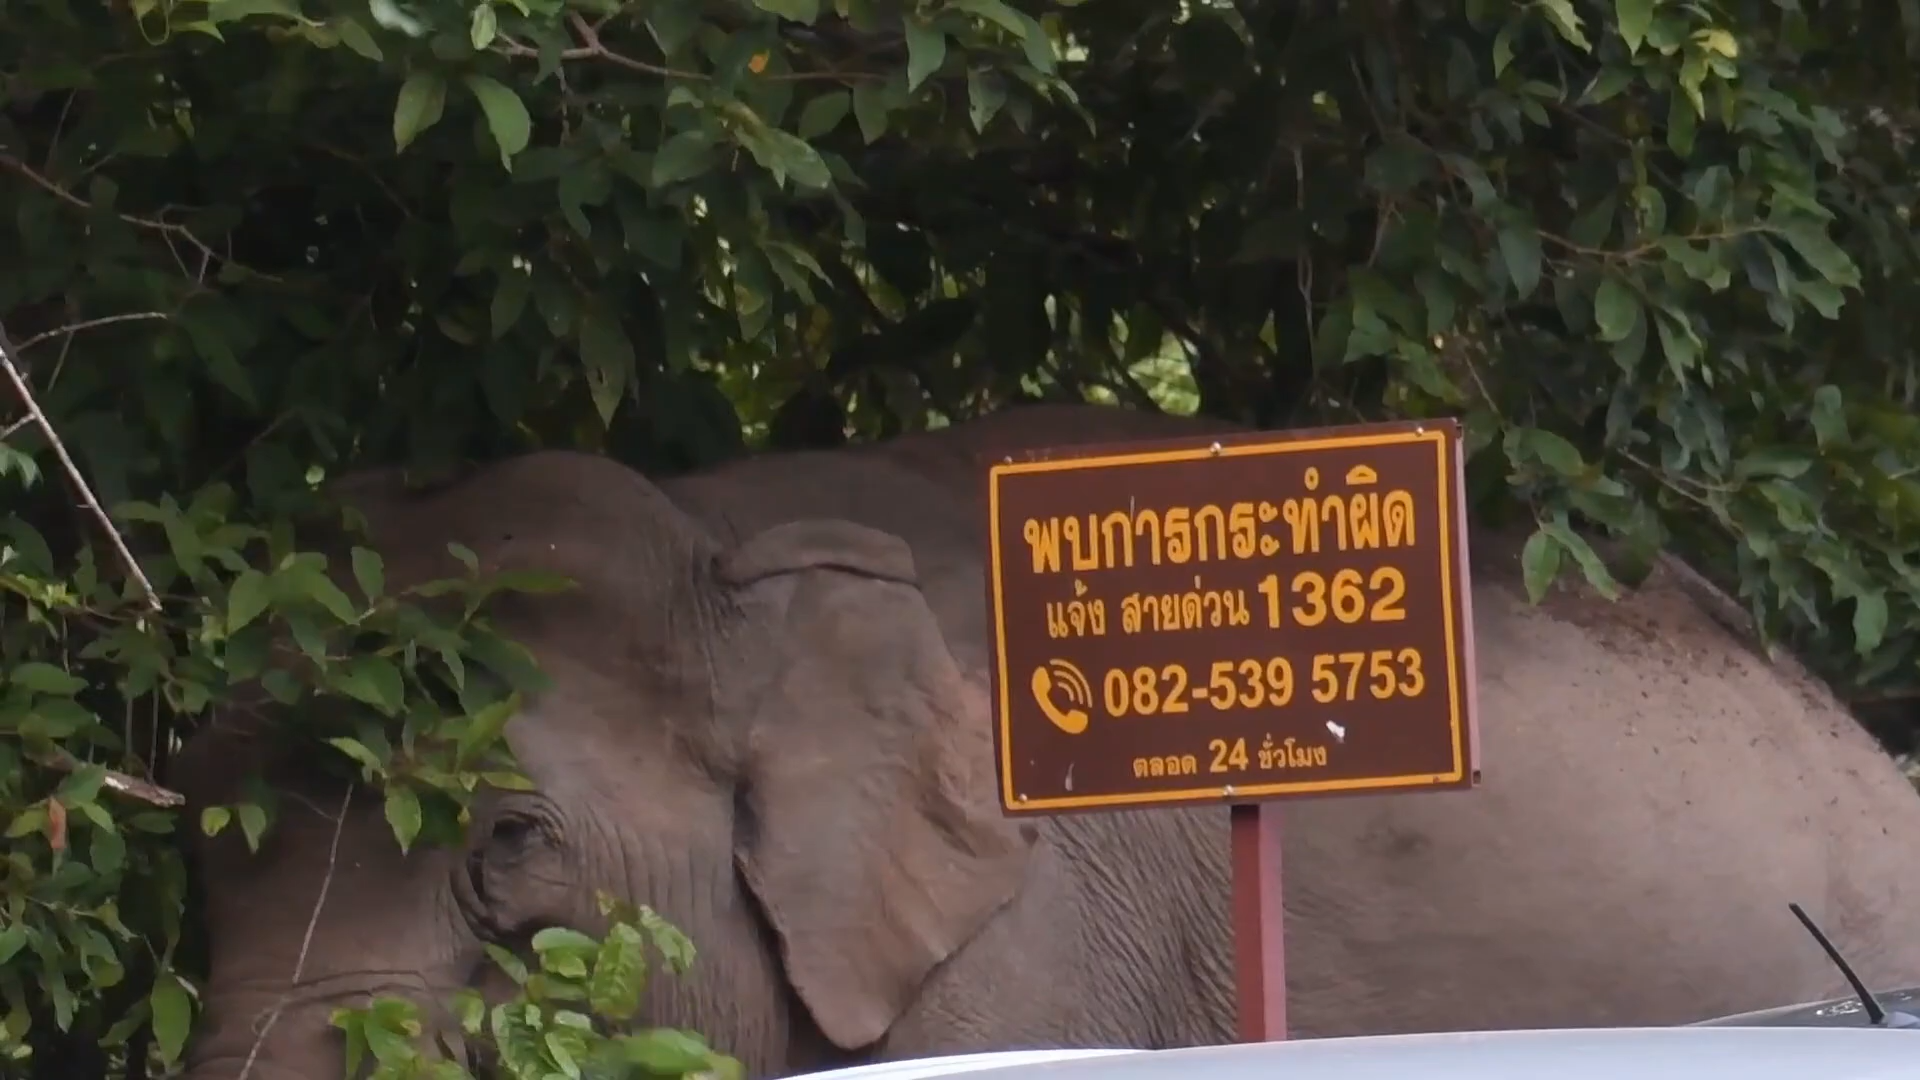 พบการกระทำผิด
แจ้ง สายด่วน 1362
082-539 5753
ตลอด 24 ชั่วโมง